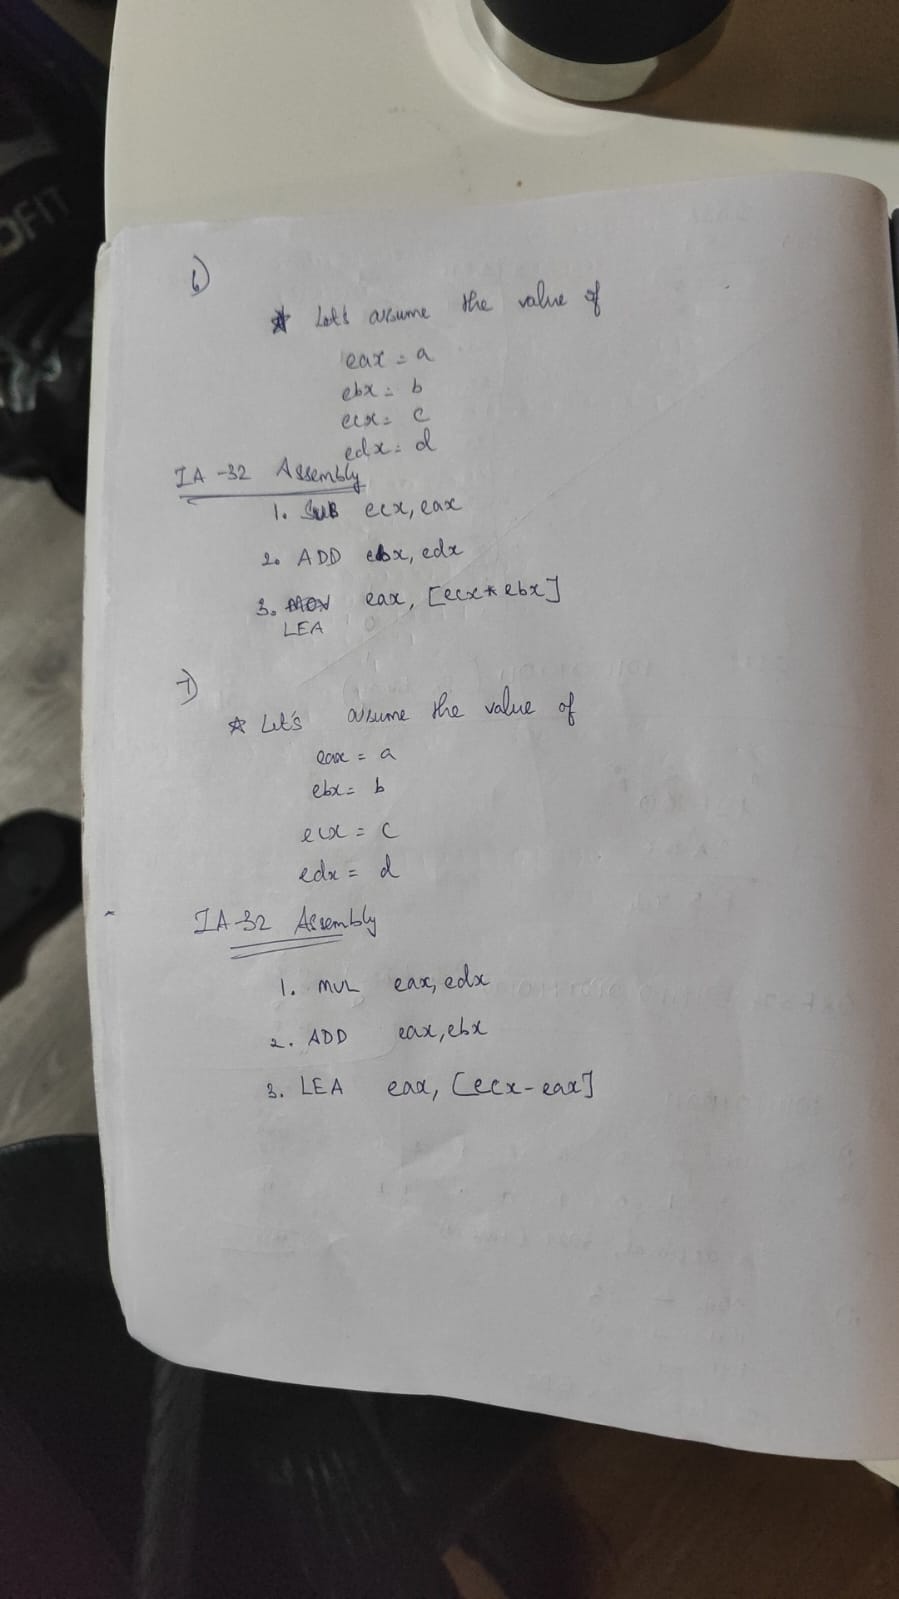 6)
* Let's assume the value of
eax = a
ebx = b
ecx = c
edx = d
IA-32 Assembly
1. SUB ecx, eax
2. ADD ebx, edx
3. MOV eax, [ecx*ebx]
LEA
7)
* Let's assume the value of
eax = a
ebx = b
ecx = c
edx = d
IA-32 Assembly
1. MUL eax, edx
2. ADD eax, ebx
3. LEA eax, [ecx-eax]